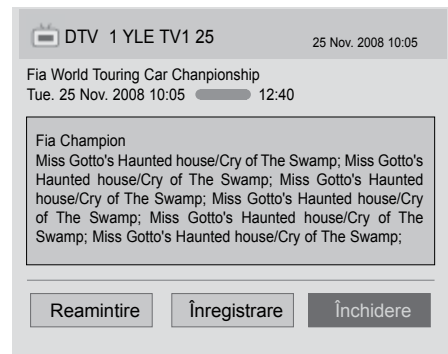 DTV 1 YLE TV1 25 25 Nov. 2008 10:05
Fia World Touring Car Chanpionship
Tue. 25 Nov. 2008 10:05 12:40
Fia Champion
Miss Gotto's Haunted house/Cry of The Swamp; Miss Gotto's
Haunted house/Cry of The Swamp; Miss Gotto's Haunted
house/Cry of The Swamp; Miss Gotto's Haunted house/Cry
of The Swamp; Miss Gotto's Haunted house/Cry of The
Swamp; Miss Gotto's Haunted house/Cry of The Swamp;
Reamintire Înregistrare Închidere